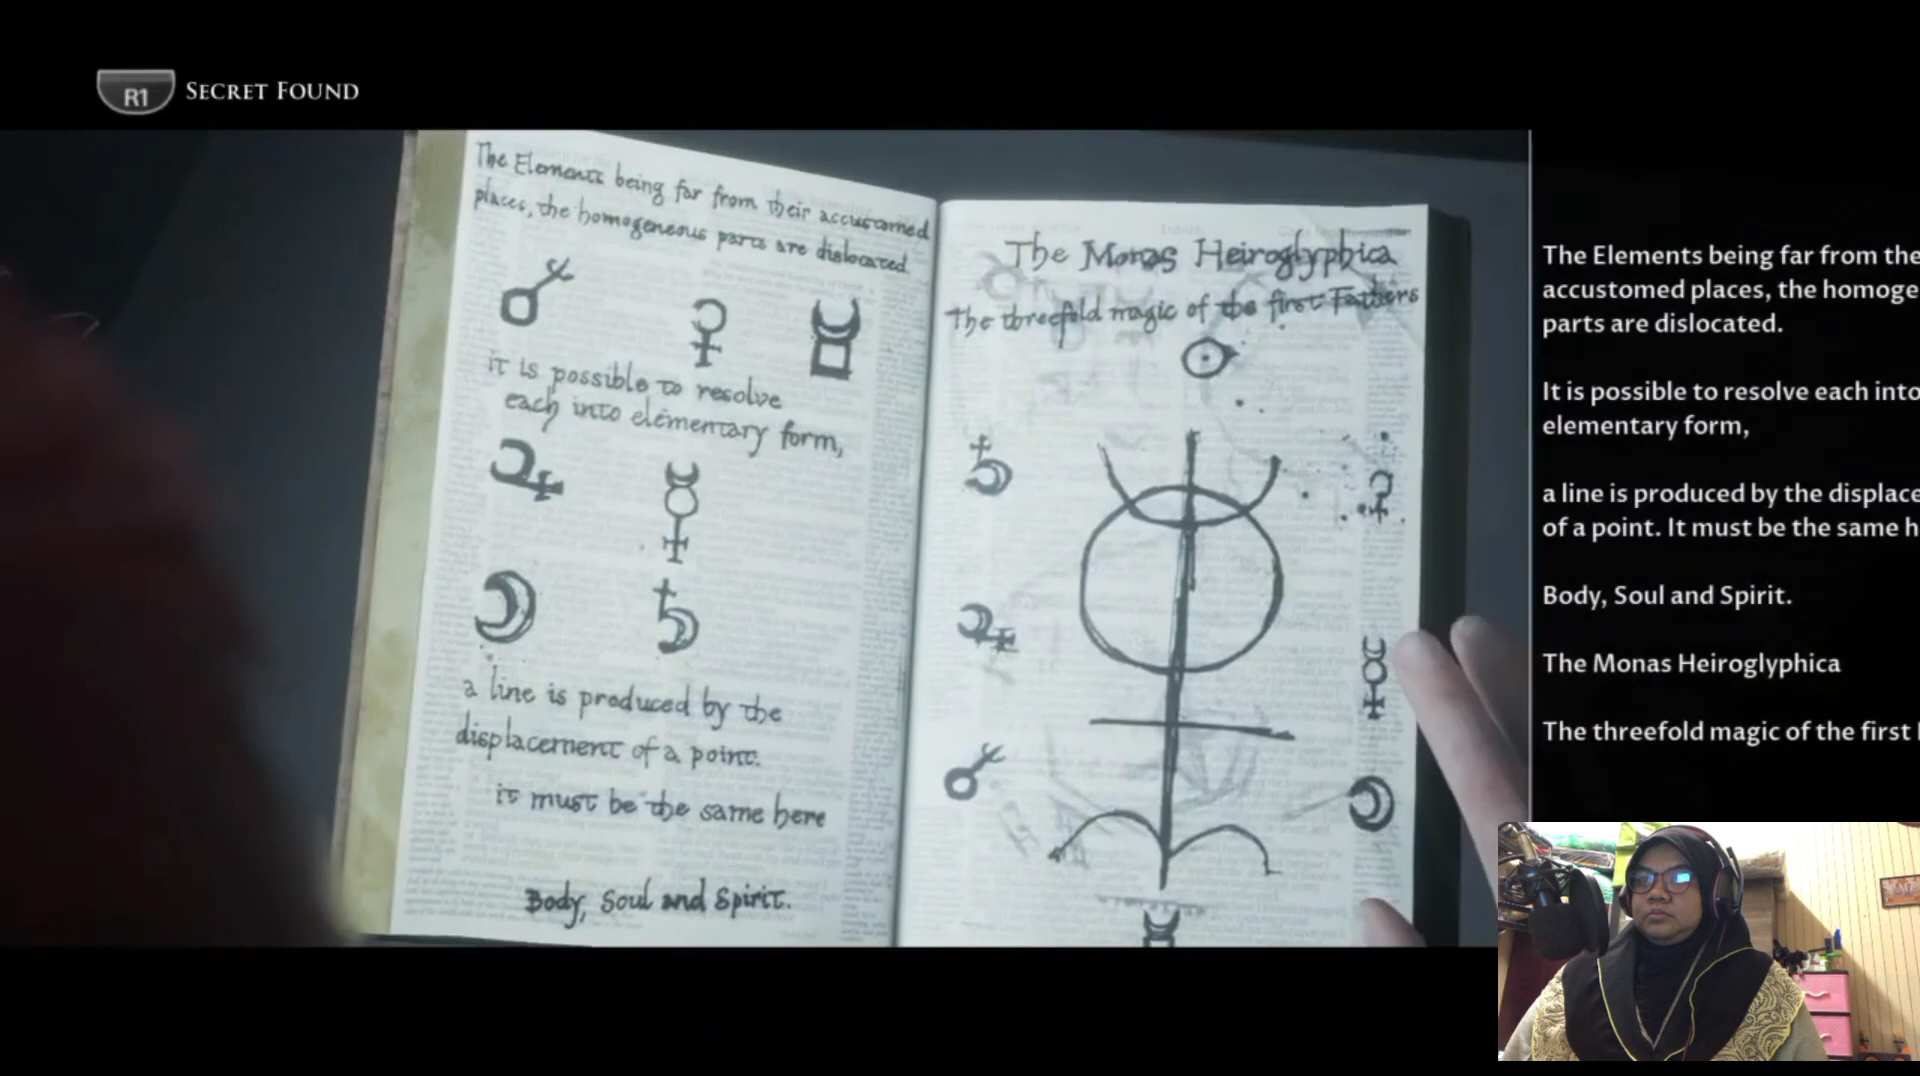 R1 SECRET FOUND
The Elements being far from their accustomed
places, the homogeneous parts are dislocated
it is possible to resolve
each into elementary form,
a line is produced by the
displacement of a point.
it must be the same here
Body, Soul and Spirit.
The Monas Heiroglyphica
The threefold magic of the first Fathers
The Elements being far from the
accustomed places, the homoge
parts are dislocated.
It is possible to resolve each into
elementary form,
a line is produced by the displace
of a point. It must be the same h
Body, Soul and Spirit.
The Monas Heiroglyphica
The threefold magic of the first